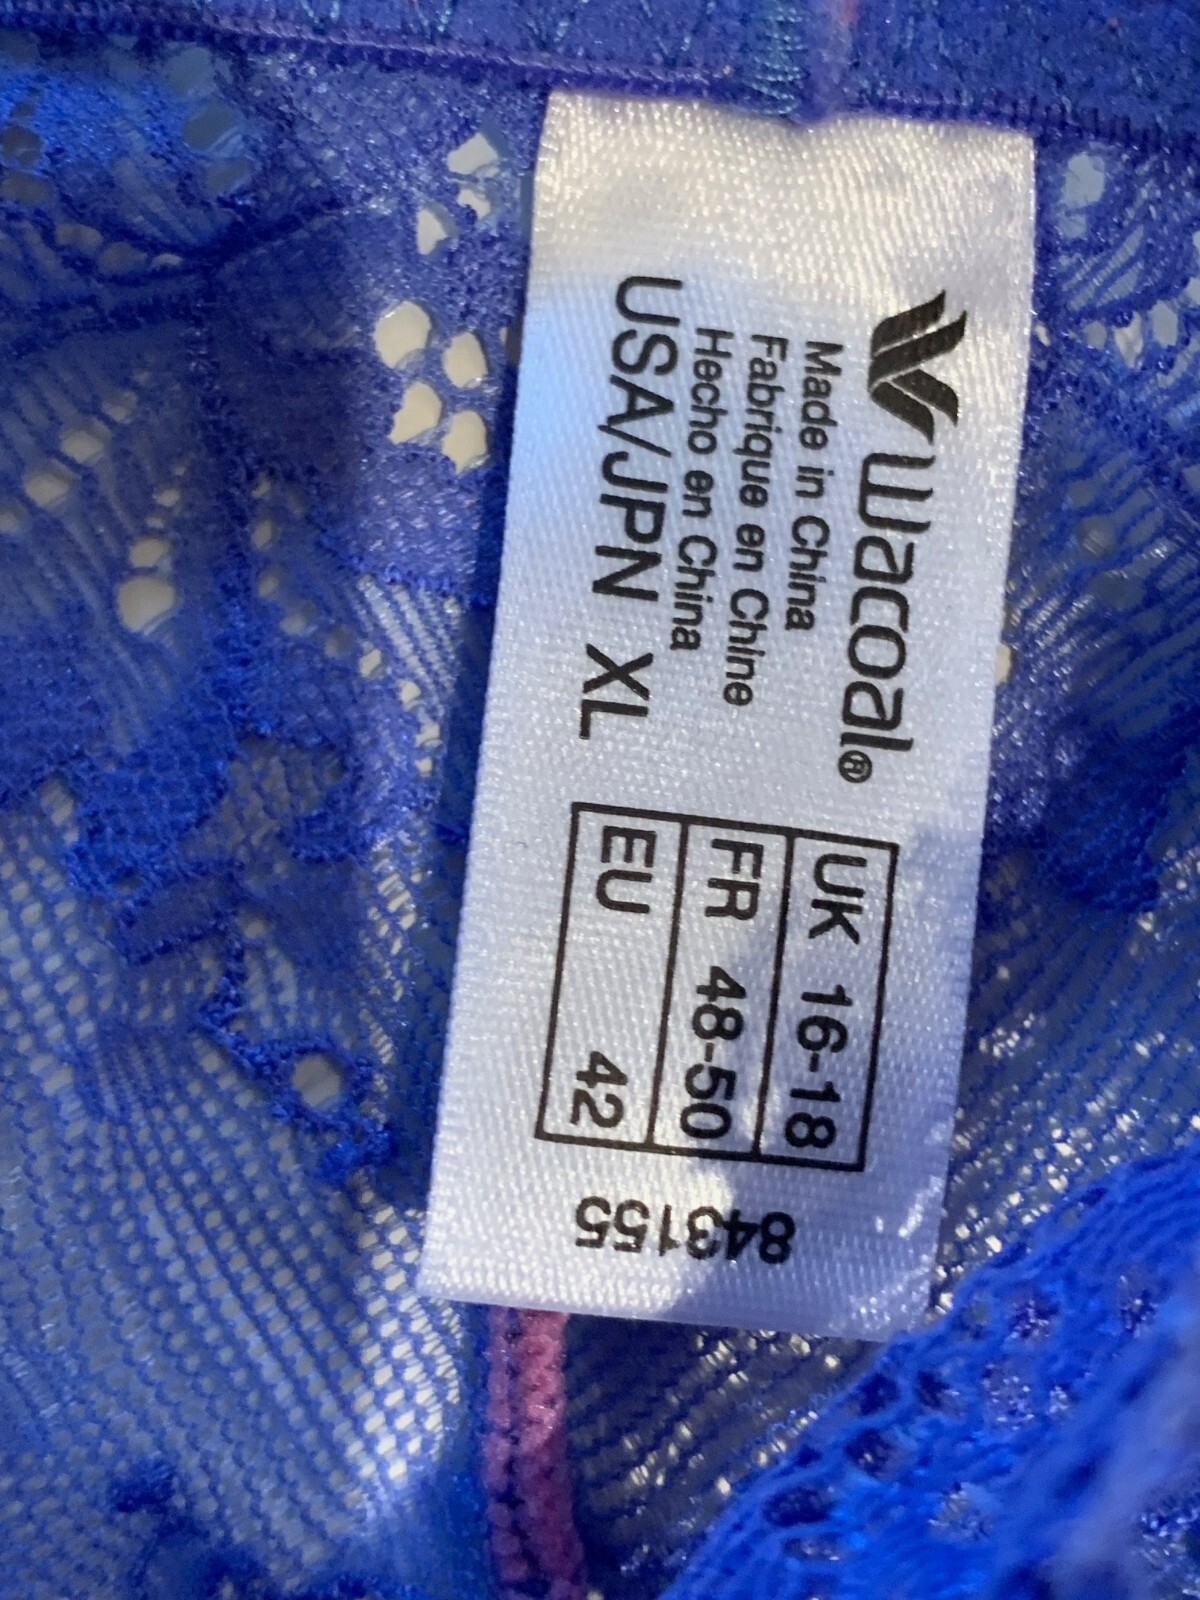 Wacoal®
Made in China
Fabrique en Chine
Hecho en China
USA/JPN XL
UK 16-18
FR 48-50
EU 42
843155